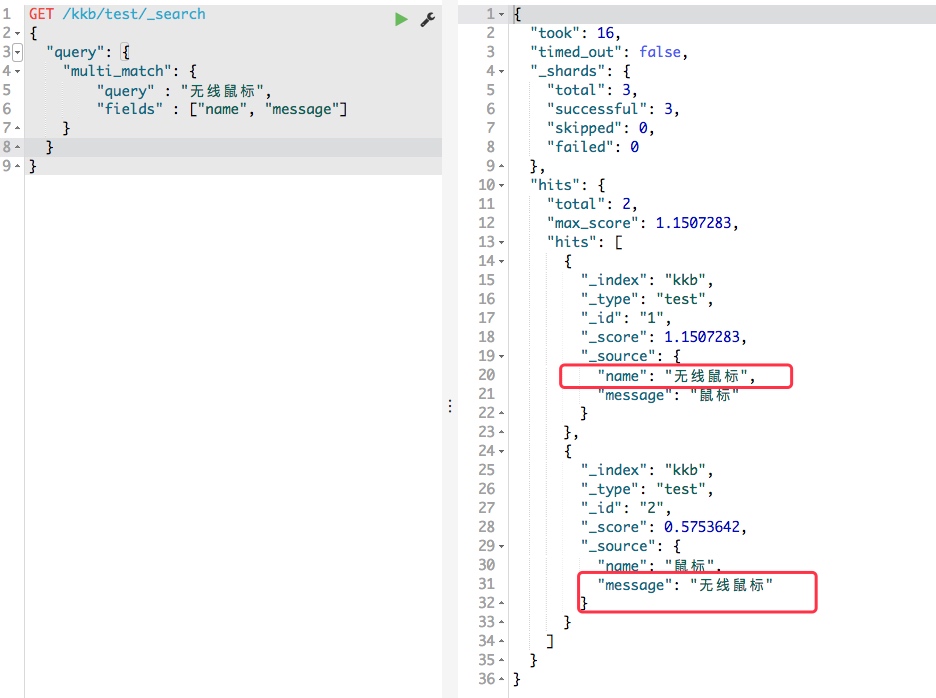 1 GET /kkb/test/_search
2 {
3 "query": {
4 "multi_match": {
5 "query" : "无线鼠标",
6 "fields" : ["name", "message"]
7 }
8 }
9 }
1 {
2 "took": 16,
3 "timed_out": false,
4 "_shards": {
5 "total": 3,
6 "successful": 3,
7 "skipped": 0,
8 "failed": 0
9 },
10 "hits": {
11 "total": 2,
12 "max_score": 1.1507283,
13 "hits": [
14 {
15 "_index": "kkb",
16 "_type": "test",
17 "_id": "1",
18 "_score": 1.1507283,
19 "_source": {
20 "name": "无线鼠标",
21 "message": "鼠标"
22 }
23 },
24 {
25 "_index": "kkb",
26 "_type": "test",
27 "_id": "2",
28 "_score": 0.5753642,
29 "_source": {
30 "name": "鼠标",
31 "message": "无线鼠标"
32 }
33 }
34 ]
35 }
36 }